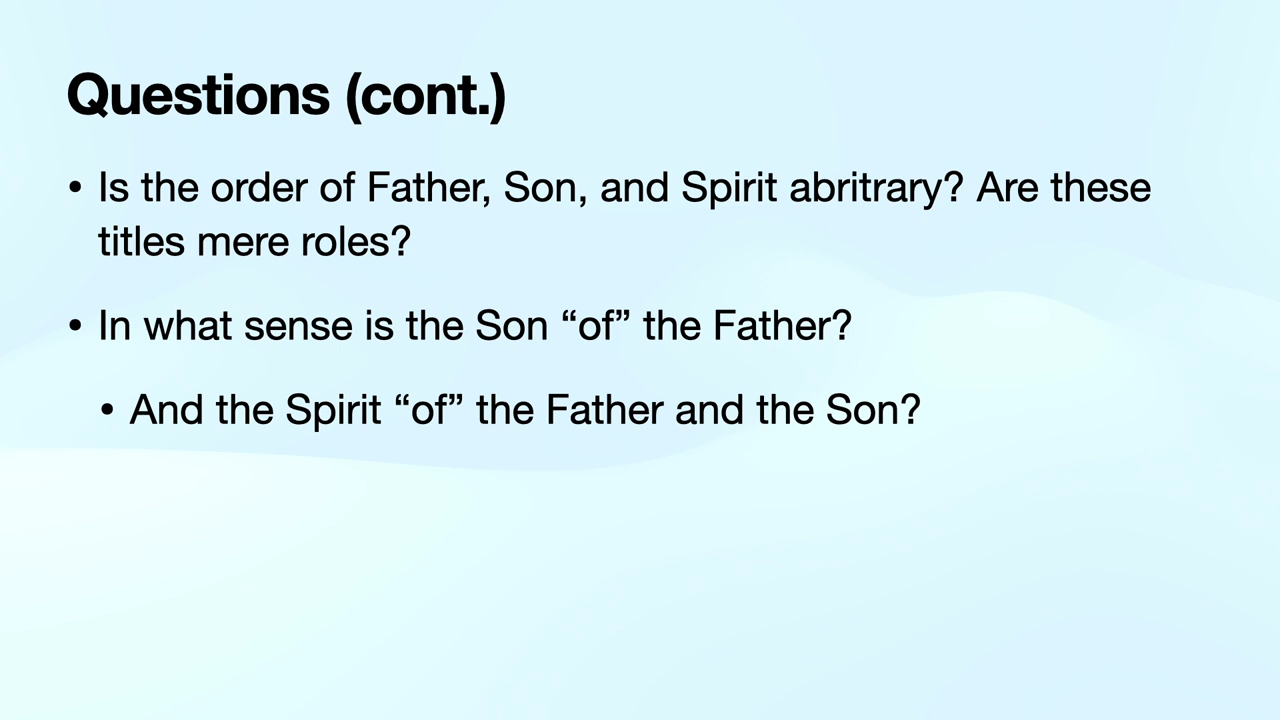 Questions (cont.)
• Is the order of Father, Son, and Spirit abritrary? Are these
titles mere roles?
• In what sense is the Son “of” the Father?
• And the Spirit “of” the Father and the Son?